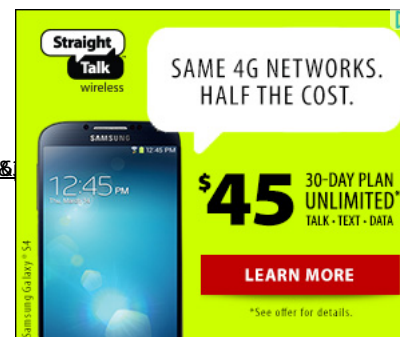 Straight
Talk
wireless
SAME 4G NETWORKS.
HALF THE COST.
SAMSUNG
12:45 PM
12:45 PM
$45
30-DAY PLAN
UNLIMITED*
TALK • TEXT • DATA
LEARN MORE
*See offer for details.
Samsung Galaxy® S4